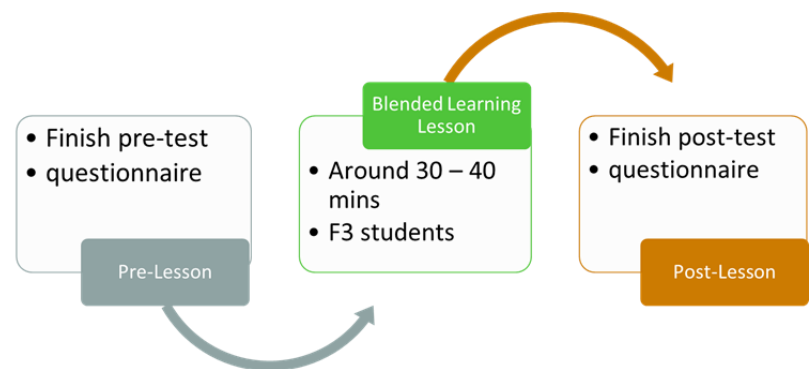 • Finish pre-test
• questionnaire
Pre-Lesson
Blended Learning
Lesson
• Around 30 – 40
mins
• F3 students
• Finish post-test
• questionnaire
Post-Lesson